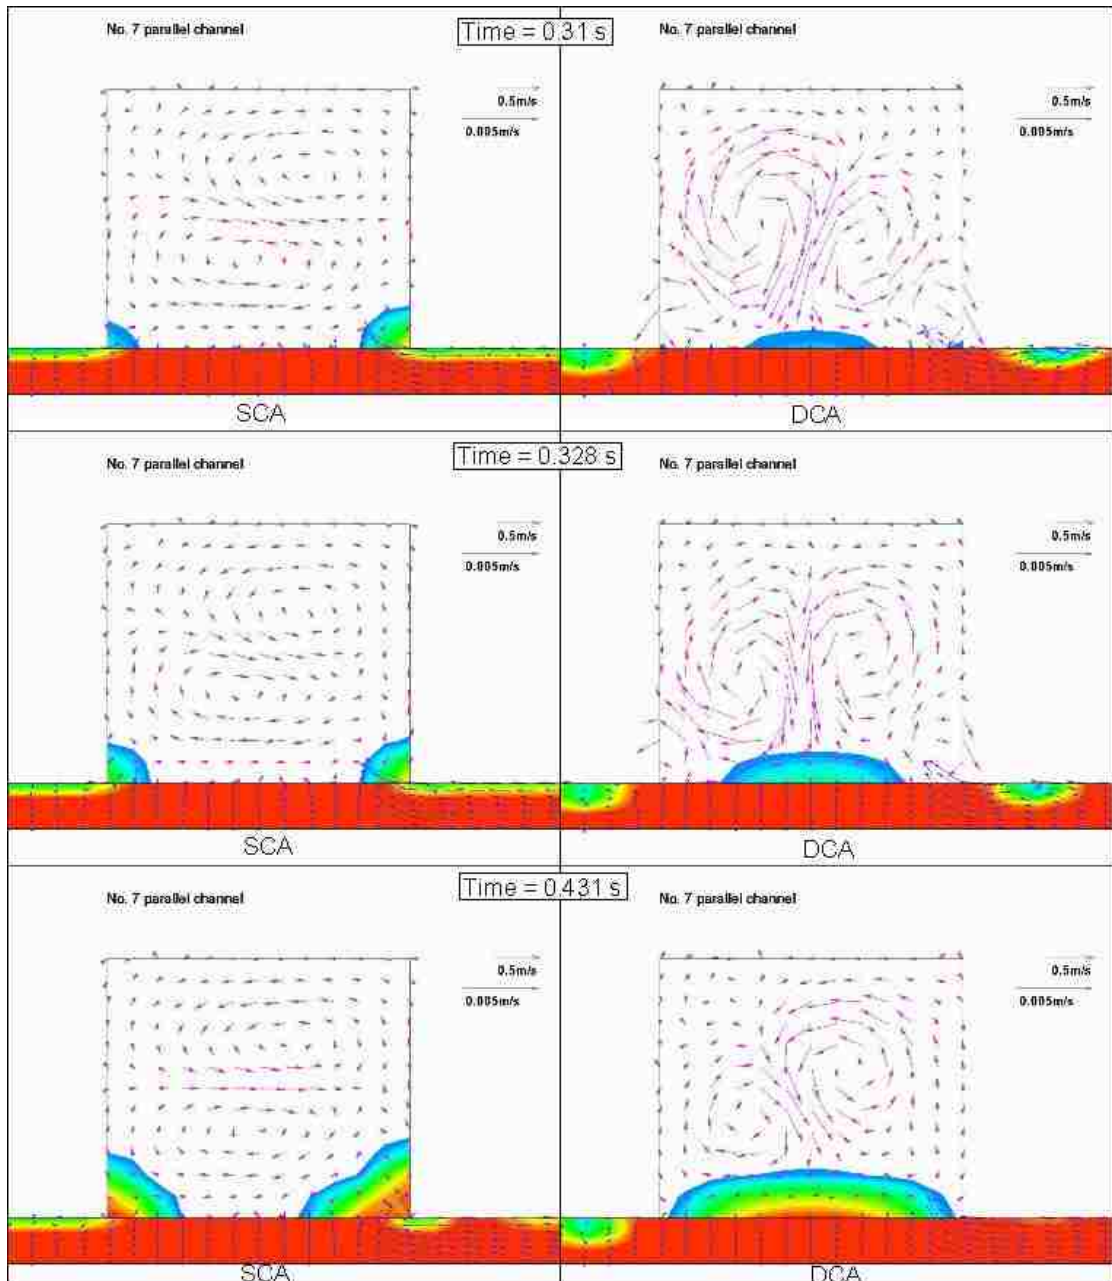 Time = 0.31 s
No. 7 parallel channel
0.5m/s
0.005m/s
SCA
No. 7 parallel channel
0.5m/s
0.005m/s
DCA
Time = 0.328 s
No. 7 parallel channel
0.5m/s
0.005m/s
SCA
No. 7 parallel channel
0.5m/s
0.005m/s
DCA
Time = 0.431 s
No. 7 parallel channel
0.5m/s
0.005m/s
SCA
No. 7 parallel channel
0.5m/s
0.005m/s
DCA